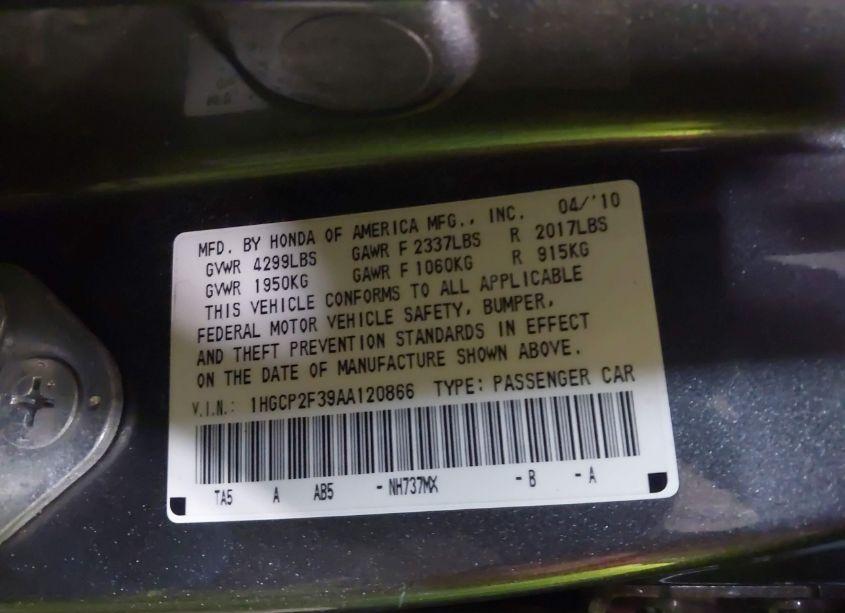 MFD. BY HONDA OF AMERICA MFG., INC. 04/'10
GVWR 4299LBS GAWR F 2337LBS R 2017LBS
GVWR 1950KG GAWR F 1060KG R 915KG
THIS VEHICLE CONFORMS TO ALL APPLICABLE
FEDERAL MOTOR VEHICLE SAFETY, BUMPER,
AND THEFT PREVENTION STANDARDS IN EFFECT
ON THE DATE OF MANUFACTURE SHOWN ABOVE.
V.I.N.: 1HGCP2F39AA120866 TYPE: PASSENGER CAR
TA5 A AB5 - NH737MX - B - A